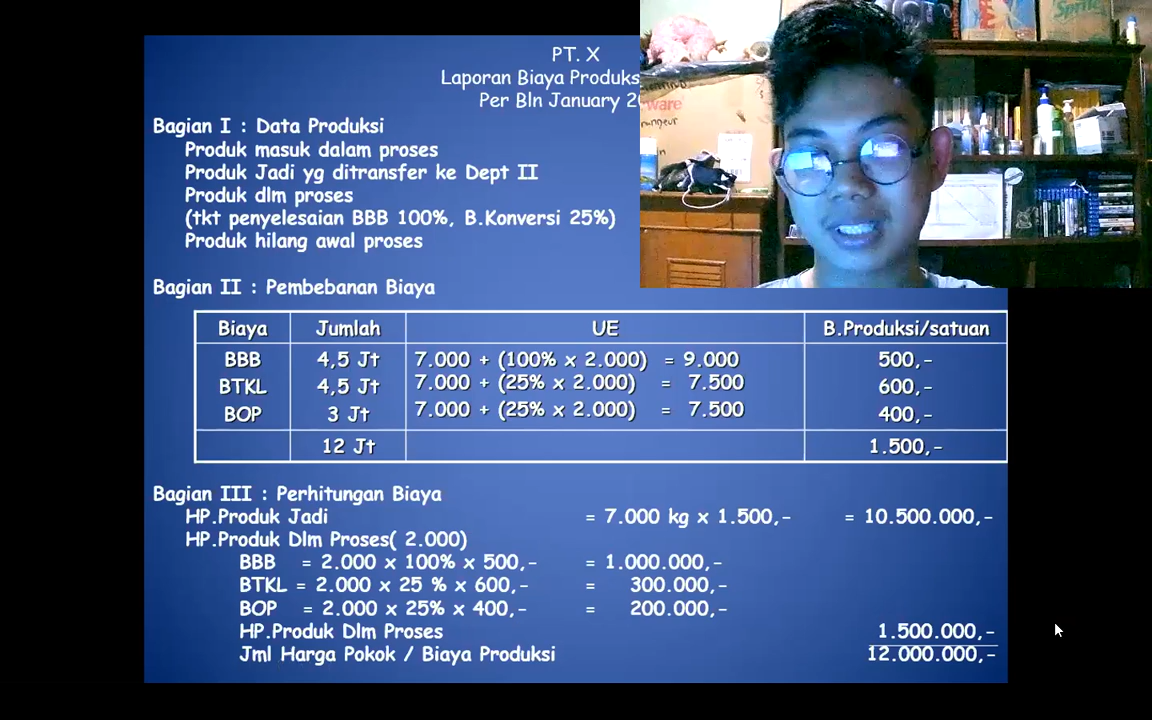 PT. X
Laporan Biaya
Per Bln January
Bagian I : Data Produksi
Produk masuk dalam proses
Produk Jadi yg ditransfer ke Dept II
Produk dlm proses
(tkt penyelesaian BBB 100%, B.Konversi 25%)
Produk hilang awal proses
Bagian II : Pembebanan Biaya
Biaya Jumlah UE B.Produksi/satuan
BBB 4,5 Jt 7.000 + (100% x 2.000) = 9.000 500,-
BTKL 4,5 Jt 7.000 + (25% x 2.000) = 7.500 600,-
BOP 3 Jt 7.000 + (25% x 2.000) = 7.500 400,-
12 Jt 1.500,-
Bagian III : Perhitungan Biaya
HP.Produk Jadi = 7.000 kg x 1.500,- = 10.500.000,-
HP.Produk Dlm Proses( 2.000)
BBB = 2.000 x 100% x 500,- = 1.000.000,-
BTKL = 2.000 x 25 % x 600,- = 300.000,-
BOP = 2.000 x 25% x 400,- = 200.000,-
HP.Produk Dlm Proses 1.500.000,-
Jml Harga Pokok / Biaya Produksi 12.000.000,-
Sprite